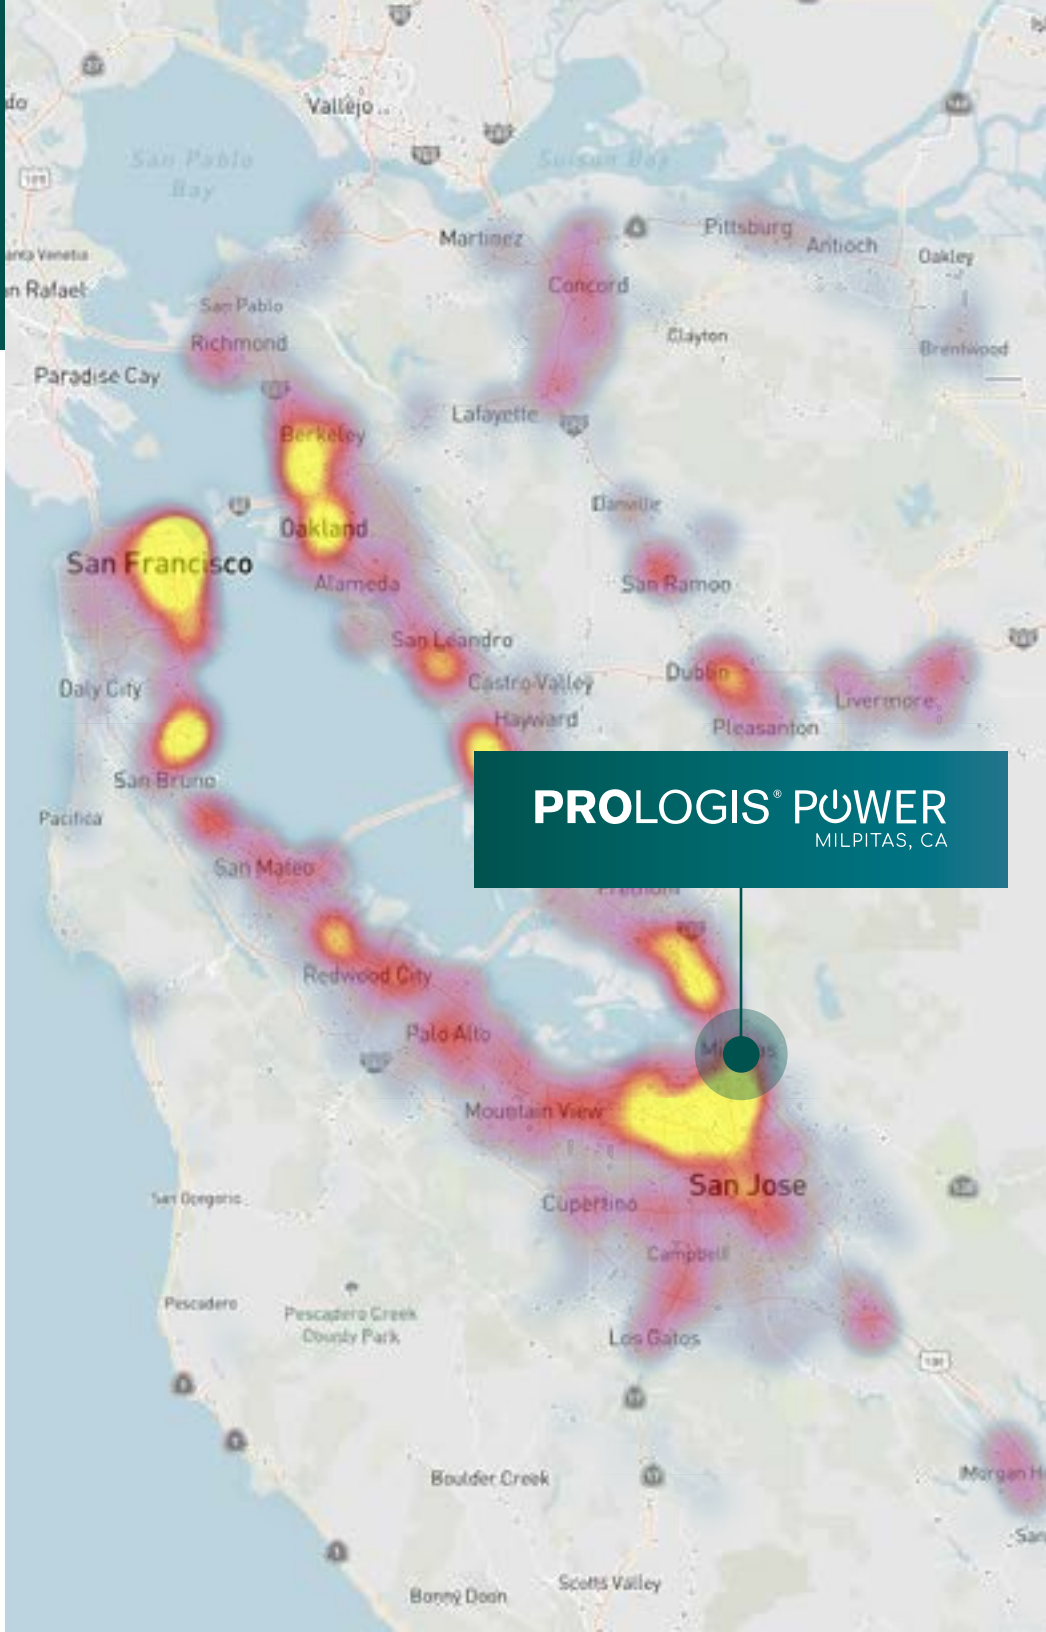 Vallejo
San Pablo
Bay
Suisun Bay
Martinez
Pittsburg
Antioch
Oakley
Concord
San Pablo
Richmond
Clayton
Brentwood
Paradise Cay
Lafayette
Berkeley
Danville
Oakland
San Francisco
Alameda
San Ramon
San Leandro
Daly City
Castro Valley
Dublin
Livermore
Hayward
Pleasanton
San Bruno
Pacifica
PROLOGIS® POWER
MILPITAS, CA
San Mateo
Fremont
Redwood City
Palo Alto
Mountain View
San Jose
San Gregorio
Cupertino
Campbell
Pescadero
Pescadero Creek
County Park
Los Gatos
Boulder Creek
Scotts Valley
Bonny Doon